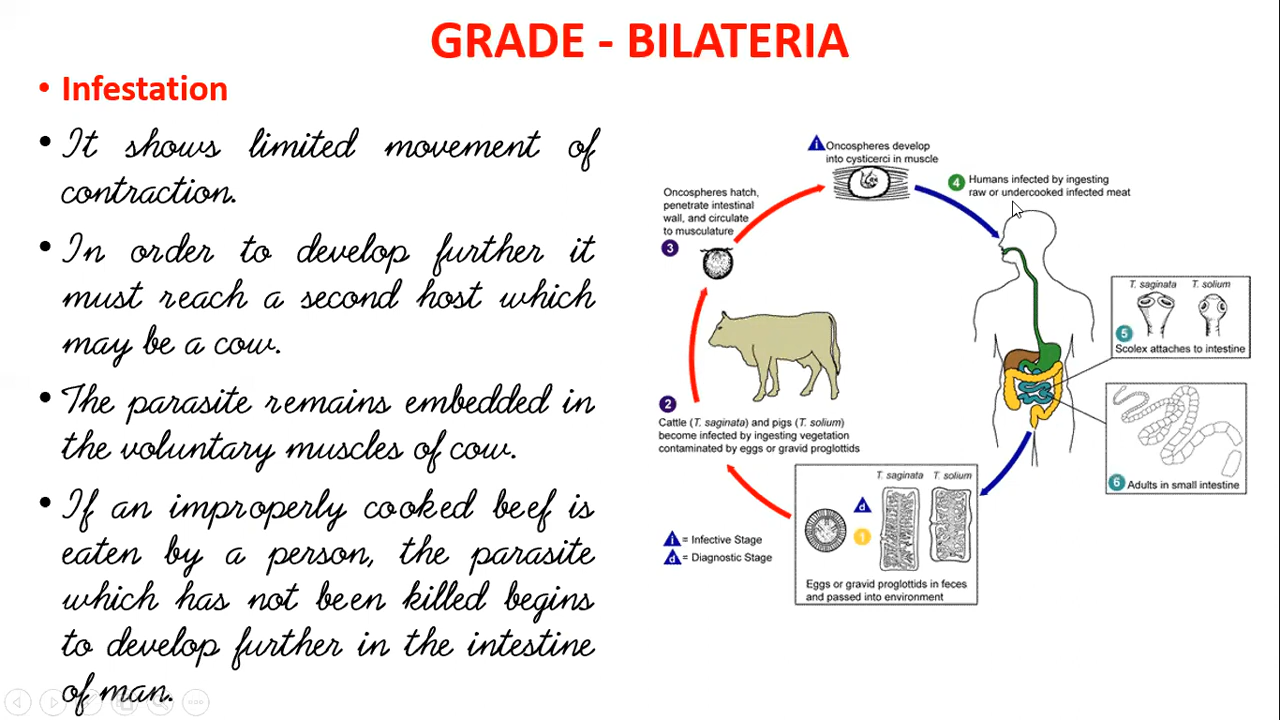 GRADE - BILATERIA
• Infestation
• It shows limited movement of
contraction.
• In order to develop further it
must reach a second host which
may be a cow.
• The parasite remains embedded in
the voluntary muscles of cow.
• If an improperly cooked beef is
eaten by a person, the parasite
which has not been killed begins
to develop further in the intestine
of man.
i Oncospheres develop
into cysticerci in muscle
4 Humans infected by ingesting
raw or undercooked infected meat
Oncospheres hatch,
penetrate intestinal
wall, and circulate
to musculature
3
T. saginata T. solium
5
Scolex attaches to intestine
2
Cattle (T. saginata) and pigs (T. solium)
become infected by ingesting vegetation
contaminated by eggs or gravid proglottids
6 Adults in small intestine
T. saginata T. solium
d
1
Eggs or gravid proglottids in feces
and passed into environment
i = Infective Stage
d = Diagnostic Stage